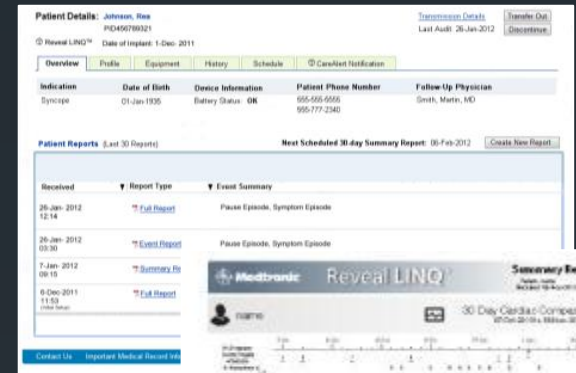 Patient Details: Johnson, Rea
PID456789321
Transmission Details
Transfer Out
Last Audit: 26-Jan-2012
Discontinue
Reveal LINQ™ Date of Implant: 1-Dec-2011
Overview Profile Equipment History Schedule CareAlert Notification
Indication Date of Birth Device Information Patient Phone Number Follow-Up Physician
Syncope 01-Jan-1935 Battery Status: OK 555-555-5555 Smith, Martin, MD
555-777-2340
Patient Reports (Last 30 Reports) Next Scheduled 30-day Summary Report: 06-Feb-2012 Create New Report
Received Report Type Event Summary
26-Jan-2012 Full Report Pause Episode, Symptom Episode
12:14
26-Jan-2012 Event Report Pause Episode, Symptom Episode
03:30
7-Jan-2012 Summary Re
09:15
6-Dec-2011 Full Report
11:53
Medtronic Reveal LINQ™ Summary Re
name 30 Day Cardiac Compas
Contact Us Important Medical Record Info